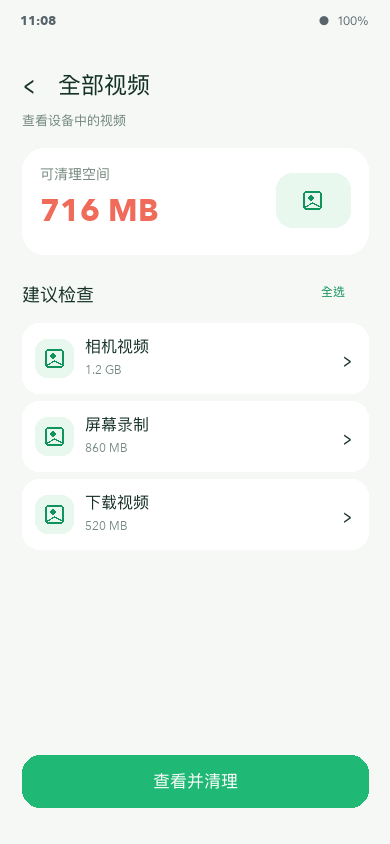 11:08
100%
全部视频
查看设备中的视频
可清理空间
716 MB
建议检查
全选
相机视频
1.2 GB
屏幕录制
860 MB
下载视频
520 MB
查看并清理